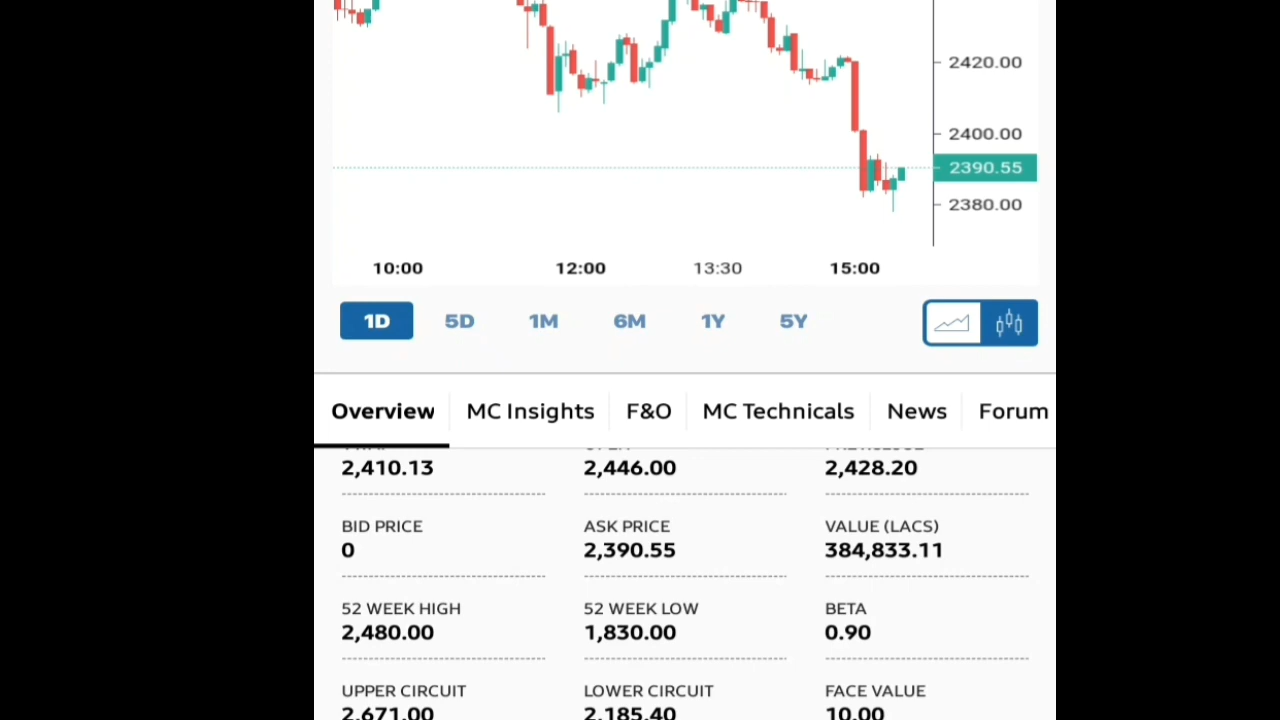 2420.00
2400.00
2390.55
2380.00
10:00 12:00 13:30 15:00
1D 5D 1M 6M 1Y 5Y
Overview MC Insights F&O MC Technicals News Forum
2,410.13 2,446.00 2,428.20
BID PRICE ASK PRICE VALUE (LACS)
0 2,390.55 384,833.11
52 WEEK HIGH 52 WEEK LOW BETA
2,480.00 1,830.00 0.90
UPPER CIRCUIT LOWER CIRCUIT FACE VALUE
2,671.00 2,185.40 10.00